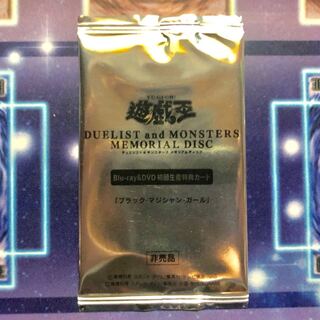 YU-GI-OH!
遊戯王
DUELIST and MONSTERS
MEMORIAL DISC
デュエリスト&モンスターズ メモリアルディスク
Blu-ray&DVD 初回生産特典カード
「ブラック・マジシャン・ガール」
非売品